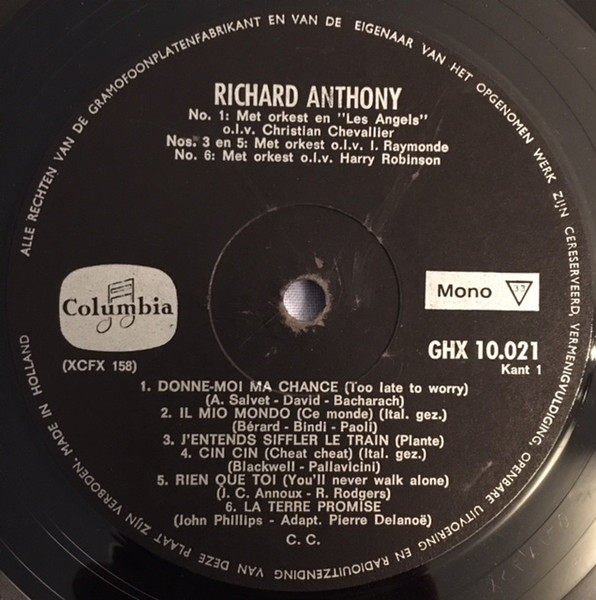 ALLE RECHTEN VAN DE GRAMOFOONPLATENFABRIKANT EN VAN DE EIGENAAR VAN HET OPGENOMEN WERK ZIJN GERESERVEERD, VERMENIGVULDIGING, OPENBARE UITVOERING EN RADIOUITZENDING VAN DEZE PLAAT ZIJN VERBODEN. MADE IN HOLLAND
RICHARD ANTHONY
No. 1: Met orkest en "Les Angels"
o.l.v. Christian Chevallier
Nos. 3 en 5: Met orkest o.l.v. I. Raymonde
No. 6: Met orkest o.l.v. Harry Robinson
Columbia
Mono 33
(XCFX 158)
GHX 10.021
Kant 1
1. DONNE-MOI MA CHANCE (Too late to worry)
(A. Salvet - David - Bacharach)
2. IL MIO MONDO (Ce monde) (Ital. gez.)
(Bérard - Bindi - Paoli)
3. J'ENTENDS SIFFLER LE TRAIN (Plante)
4. CIN CIN (Cheat cheat) (Ital. gez.)
(Blackwell - Pallavicini)
5. RIEN QUE TOI (You'll never walk alone)
(J. C. Annoux - R. Rodgers)
6. LA TERRE PROMISE
(John Phillips - Adapt. Pierre Delanoë)
C. C.